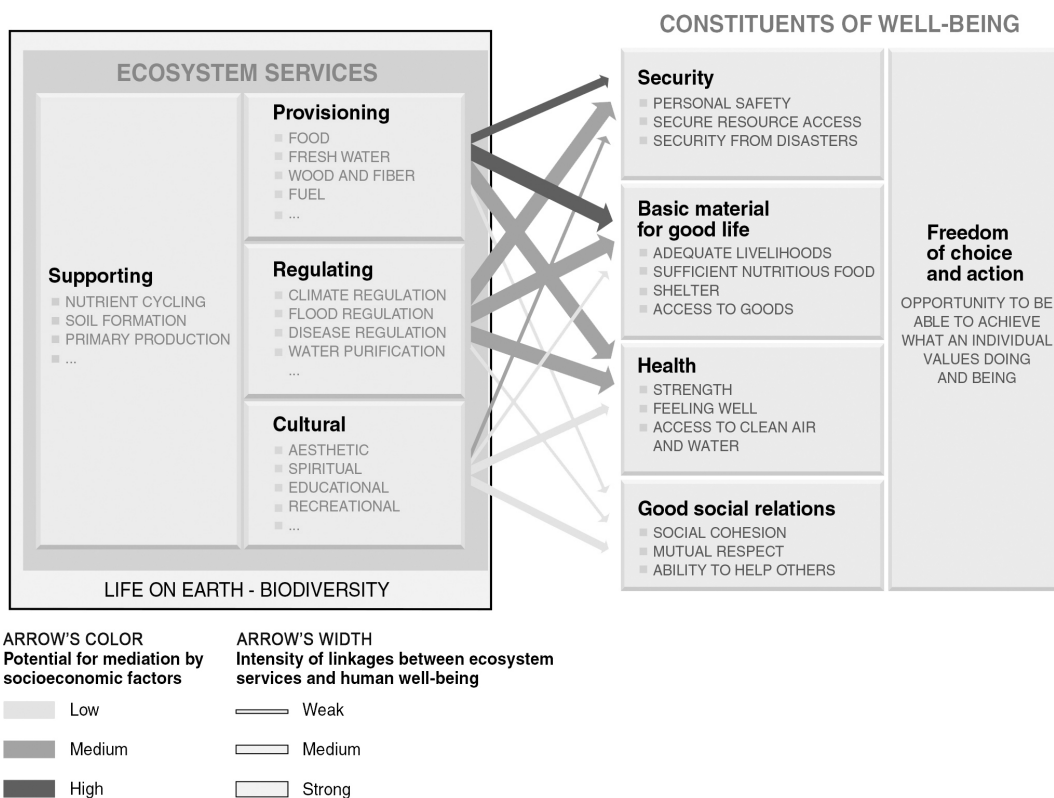 CONSTITUENTS OF WELL-BEING
ECOSYSTEM SERVICES
Supporting
NUTRIENT CYCLING
SOIL FORMATION
PRIMARY PRODUCTION
...
Provisioning
FOOD
FRESH WATER
WOOD AND FIBER
FUEL
...
Regulating
CLIMATE REGULATION
FLOOD REGULATION
DISEASE REGULATION
WATER PURIFICATION
...
Cultural
AESTHETIC
SPIRITUAL
EDUCATIONAL
RECREATIONAL
...
LIFE ON EARTH - BIODIVERSITY
Security
PERSONAL SAFETY
SECURE RESOURCE ACCESS
SECURITY FROM DISASTERS
Basic material
for good life
ADEQUATE LIVELIHOODS
SUFFICIENT NUTRITIOUS FOOD
SHELTER
ACCESS TO GOODS
Health
STRENGTH
FEELING WELL
ACCESS TO CLEAN AIR
AND WATER
Good social relations
SOCIAL COHESION
MUTUAL RESPECT
ABILITY TO HELP OTHERS
Freedom
of choice
and action
OPPORTUNITY TO BE
ABLE TO ACHIEVE
WHAT AN INDIVIDUAL
VALUES DOING
AND BEING
ARROW'S COLOR
Potential for mediation by
socioeconomic factors
Low
Medium
High
ARROW'S WIDTH
Intensity of linkages between ecosystem
services and human well-being
Weak
Medium
Strong